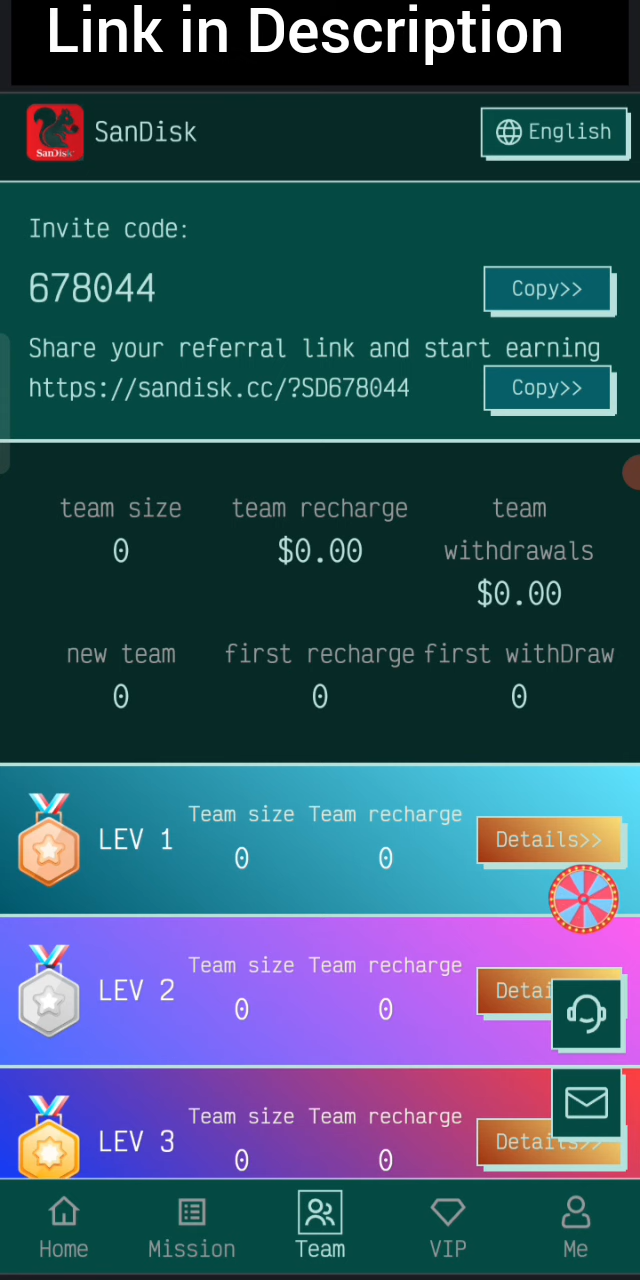 Link in Description
SanDisk
SanDisk
English
Invite code:
678044
Copy>>
Share your referral link and start earning
https://sandisk.cc/?SD678044
Copy>>
team size
team recharge
team
withdrawals
0
$0.00
$0.00
new team
first recharge
first withDraw
0
0
0
LEV 1
Team size
Team recharge
0
0
Details>>
LEV 2
Team size
Team recharge
0
0
Detai
LEV 3
Team size
Team recharge
0
0
Details>>
Home
Mission
Team
VIP
Me